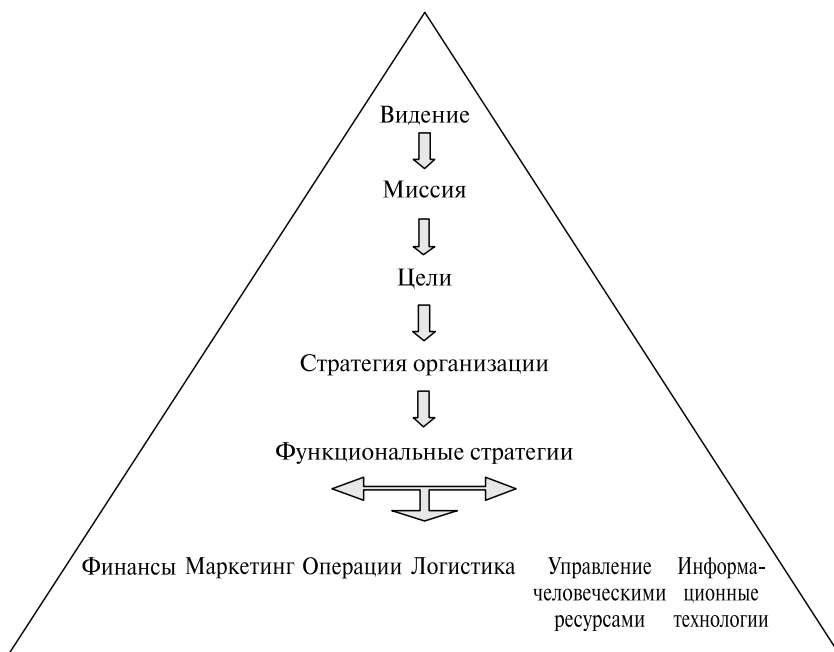 Видение
Миссия
Цели
Стратегия организации
Функциональные стратегии
Финансы Маркетинг Операции Логистика
Управление
человеческими
ресурсами
Информа-
ционные
технологии